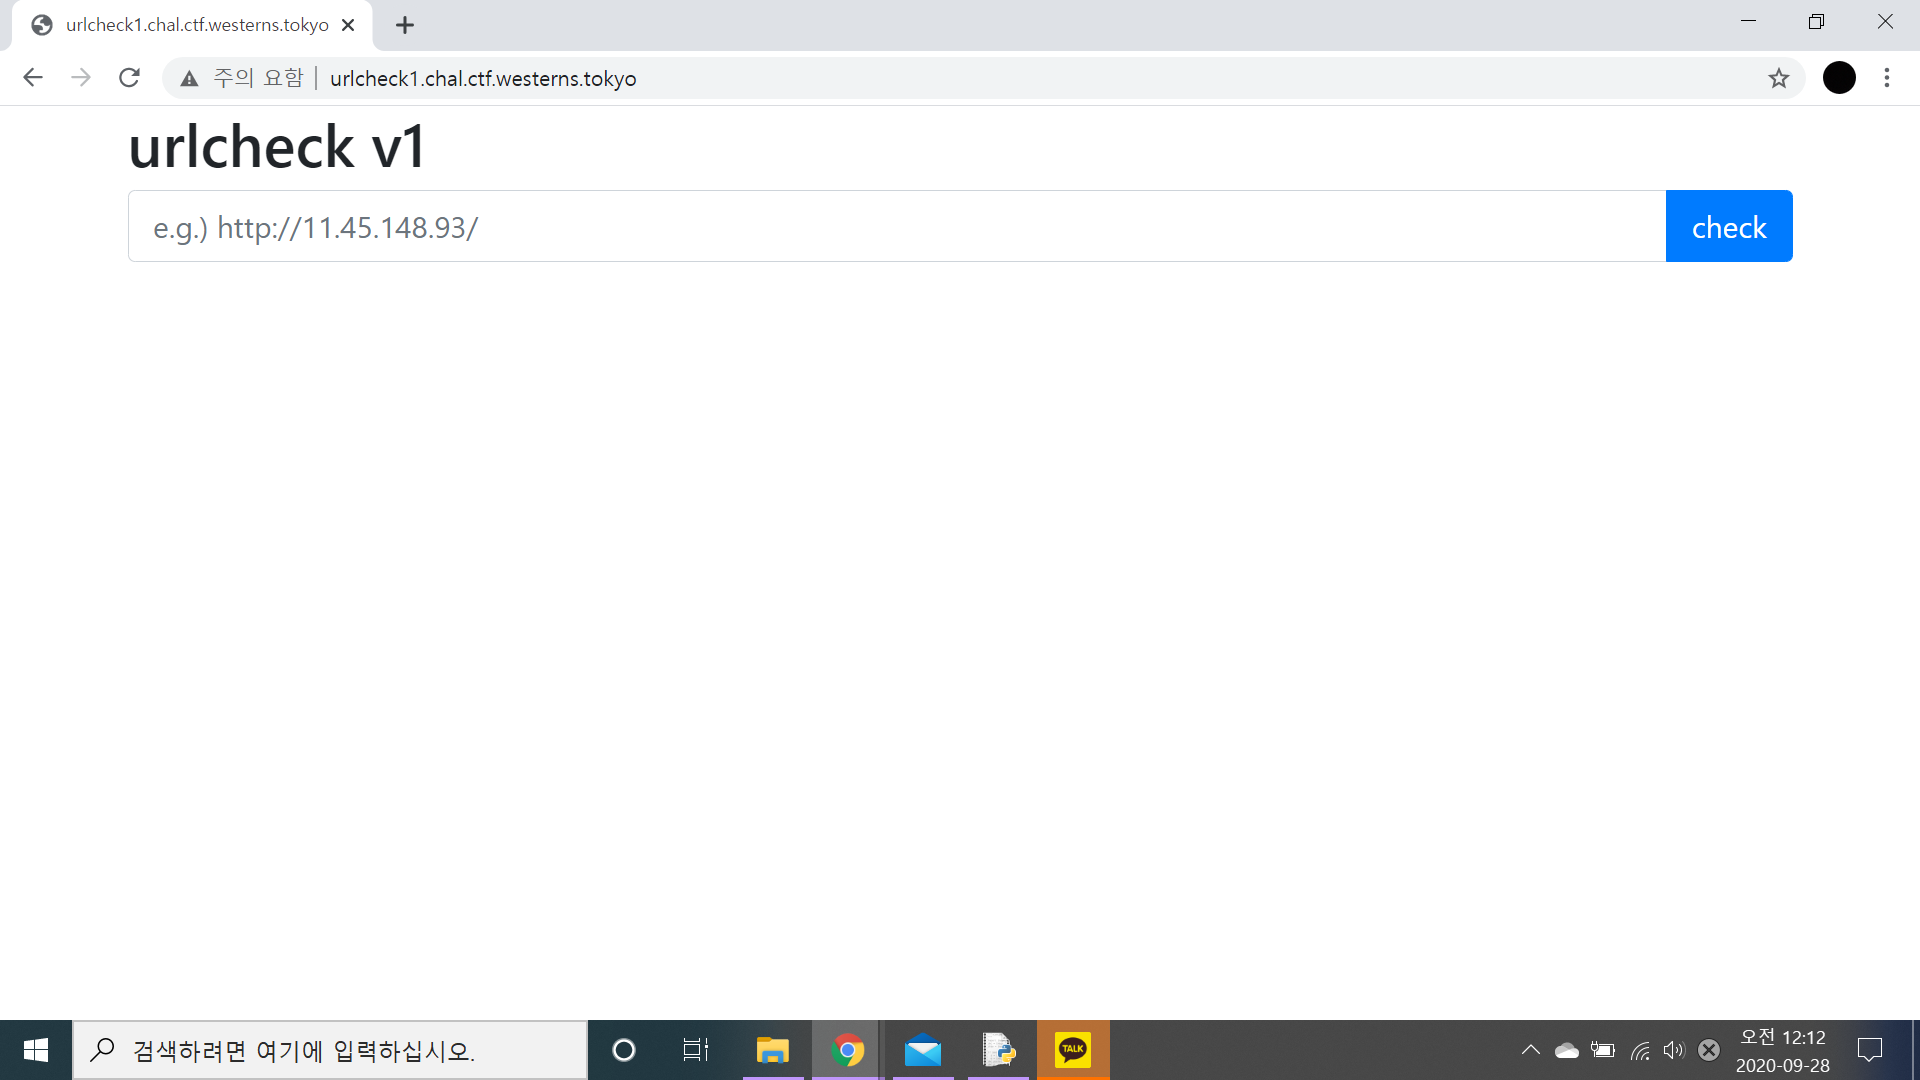 urlcheck1.chal.ctf.westerns.tokyo
주의 요함 | urlcheck1.chal.ctf.westerns.tokyo
urlcheck v1
e.g.) http://11.45.148.93/
check
검색하려면 여기에 입력하십시오.
TALK
오전 12:12
2020-09-28